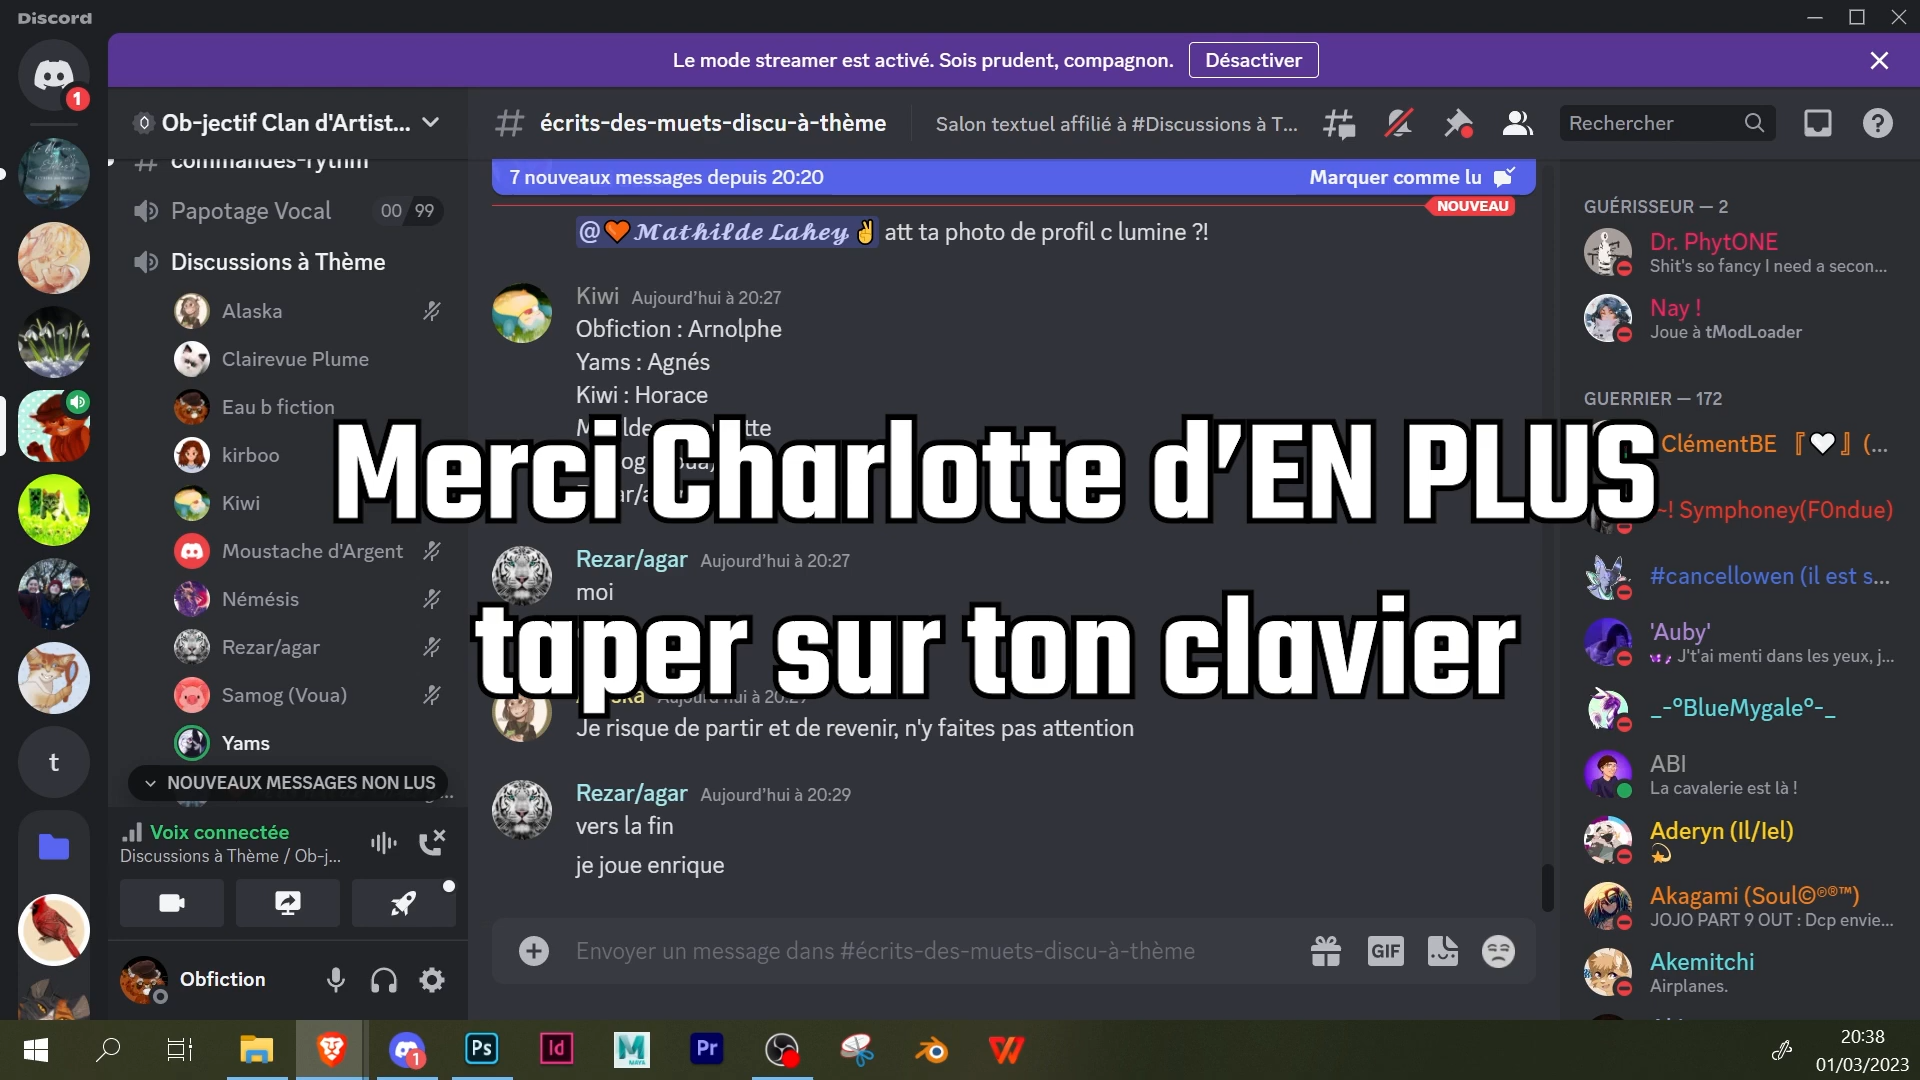 Discord
Le mode streamer est activé. Sois prudent, compagnon.
Désactiver
1
Ob-jectif Clan d'Artist...
écrits-des-muets-discu-à-thème
Salon textuel affilié à #Discussions à T...
Rechercher
commandes-rythm
Papotage Vocal
00 99
Discussions à Thème
Alaska
Clairevue Plume
Eau b fiction
kirboo
Kiwi
Moustache d'Argent
Némésis
Rezar/agar
Samog (Voua)
Yams
NOUVEAUX MESSAGES NON LUS
Voix connectée
Discussions à Thème / Ob-j...
Obfiction
t
7 nouveaux messages depuis 20:20
Marquer comme lu
NOUVEAU
@🧡𝓜𝓪𝓽𝓱𝓲𝓵𝓭𝓮 𝓛𝓪𝓱𝓮𝔂✌ att ta photo de profil c lumine ?!
Kiwi Aujourd'hui à 20:27
Obfiction : Arnolphe
Yams : Agnés
Kiwi : Horace
Merci Charlotte d'EN PLUS
taper sur ton clavier
Rezar/agar Aujourd'hui à 20:27
moi
Je risque de partir et de revenir, n'y faites pas attention
Rezar/agar Aujourd'hui à 20:29
vers la fin
je joue enrique
Envoyer un message dans #écrits-des-muets-discu-à-thème
GIF
GUÉRISSEUR — 2
Dr. PhytONE
Shit's so fancy I need a secon...
Nay !
Joue à tModLoader
GUERRIER — 172
ClémentBE 『🤍』(...
~! Symphoney(F0ndue)
#cancellowen (il est s...
'Auby'
J't'ai menti dans les yeux, j...
_-°BlueMygale°-_
ABI
La cavalerie est là !
Aderyn (Il/Iel)
Akagami (Soul©℗®™)
JOJO PART 9 OUT : Dcp envie...
Akemitchi
Airplanes.
1
Ps
Id
M
Pr
20:38
01/03/2023